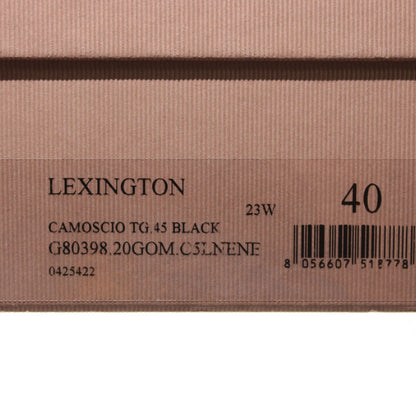 LEXINGTON
23W
40
CAMOSCIO TG.45 BLACK
G80398.20GOM.C5LNENE
0425422
8 056607 518778